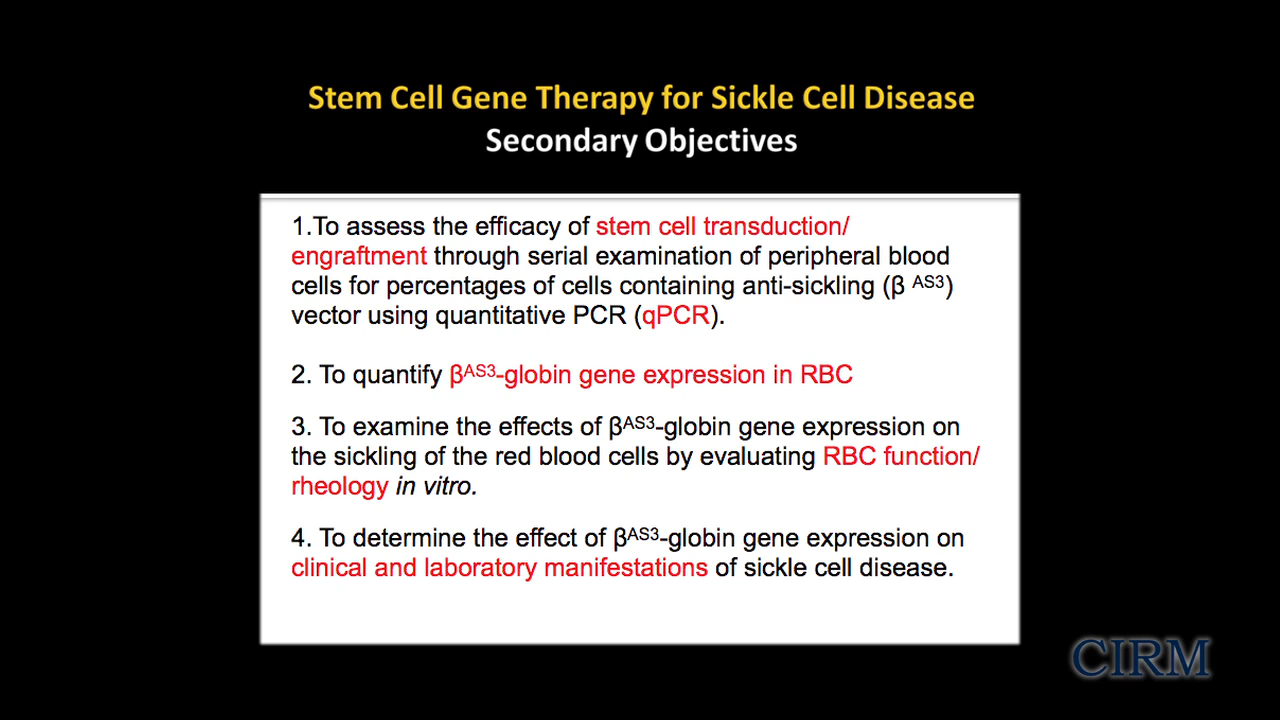 Stem Cell Gene Therapy for Sickle Cell Disease
Secondary Objectives
1.To assess the efficacy of stem cell transduction/
engraftment through serial examination of peripheral blood
cells for percentages of cells containing anti-sickling (β ᴬˢ³)
vector using quantitative PCR (qPCR).
2. To quantify βᴬˢ³-globin gene expression in RBC
3. To examine the effects of βᴬˢ³-globin gene expression on
the sickling of the red blood cells by evaluating RBC function/
rheology in vitro.
4. To determine the effect of βᴬˢ³-globin gene expression on
clinical and laboratory manifestations of sickle cell disease.
CIRM